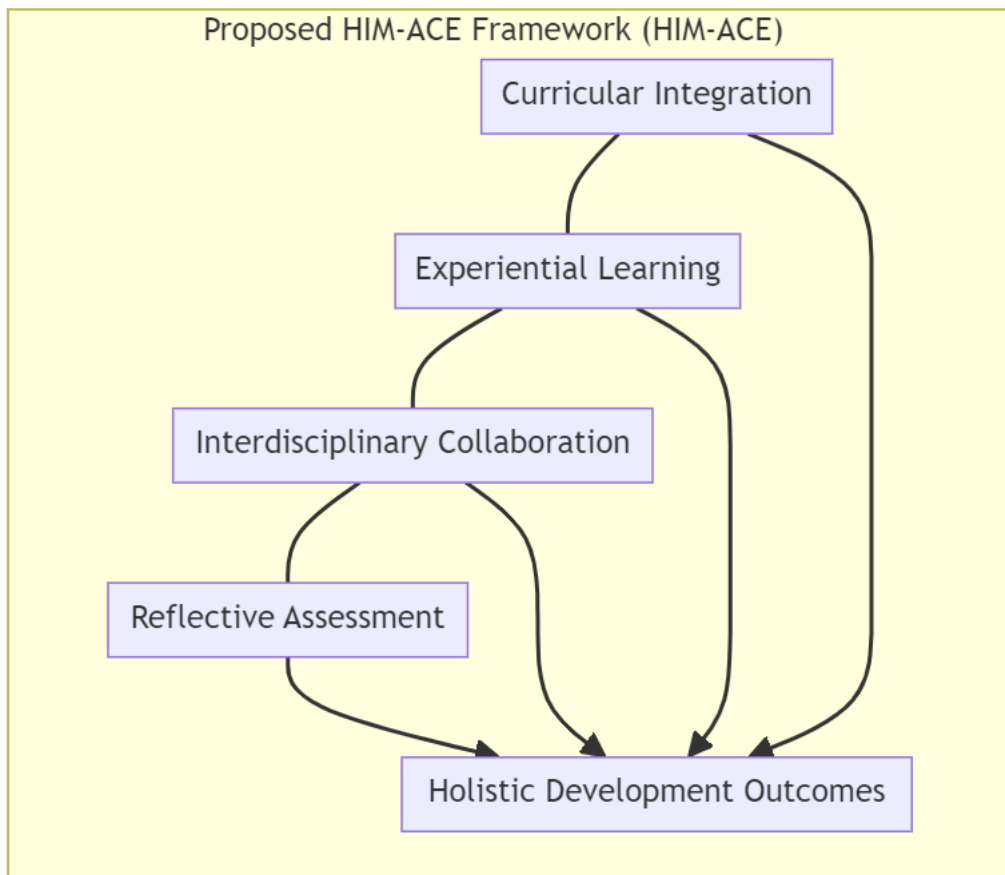 Proposed HIM-ACE Framework (HIM-ACE)
Curricular Integration
Experiential Learning
Interdisciplinary Collaboration
Reflective Assessment
Holistic Development Outcomes